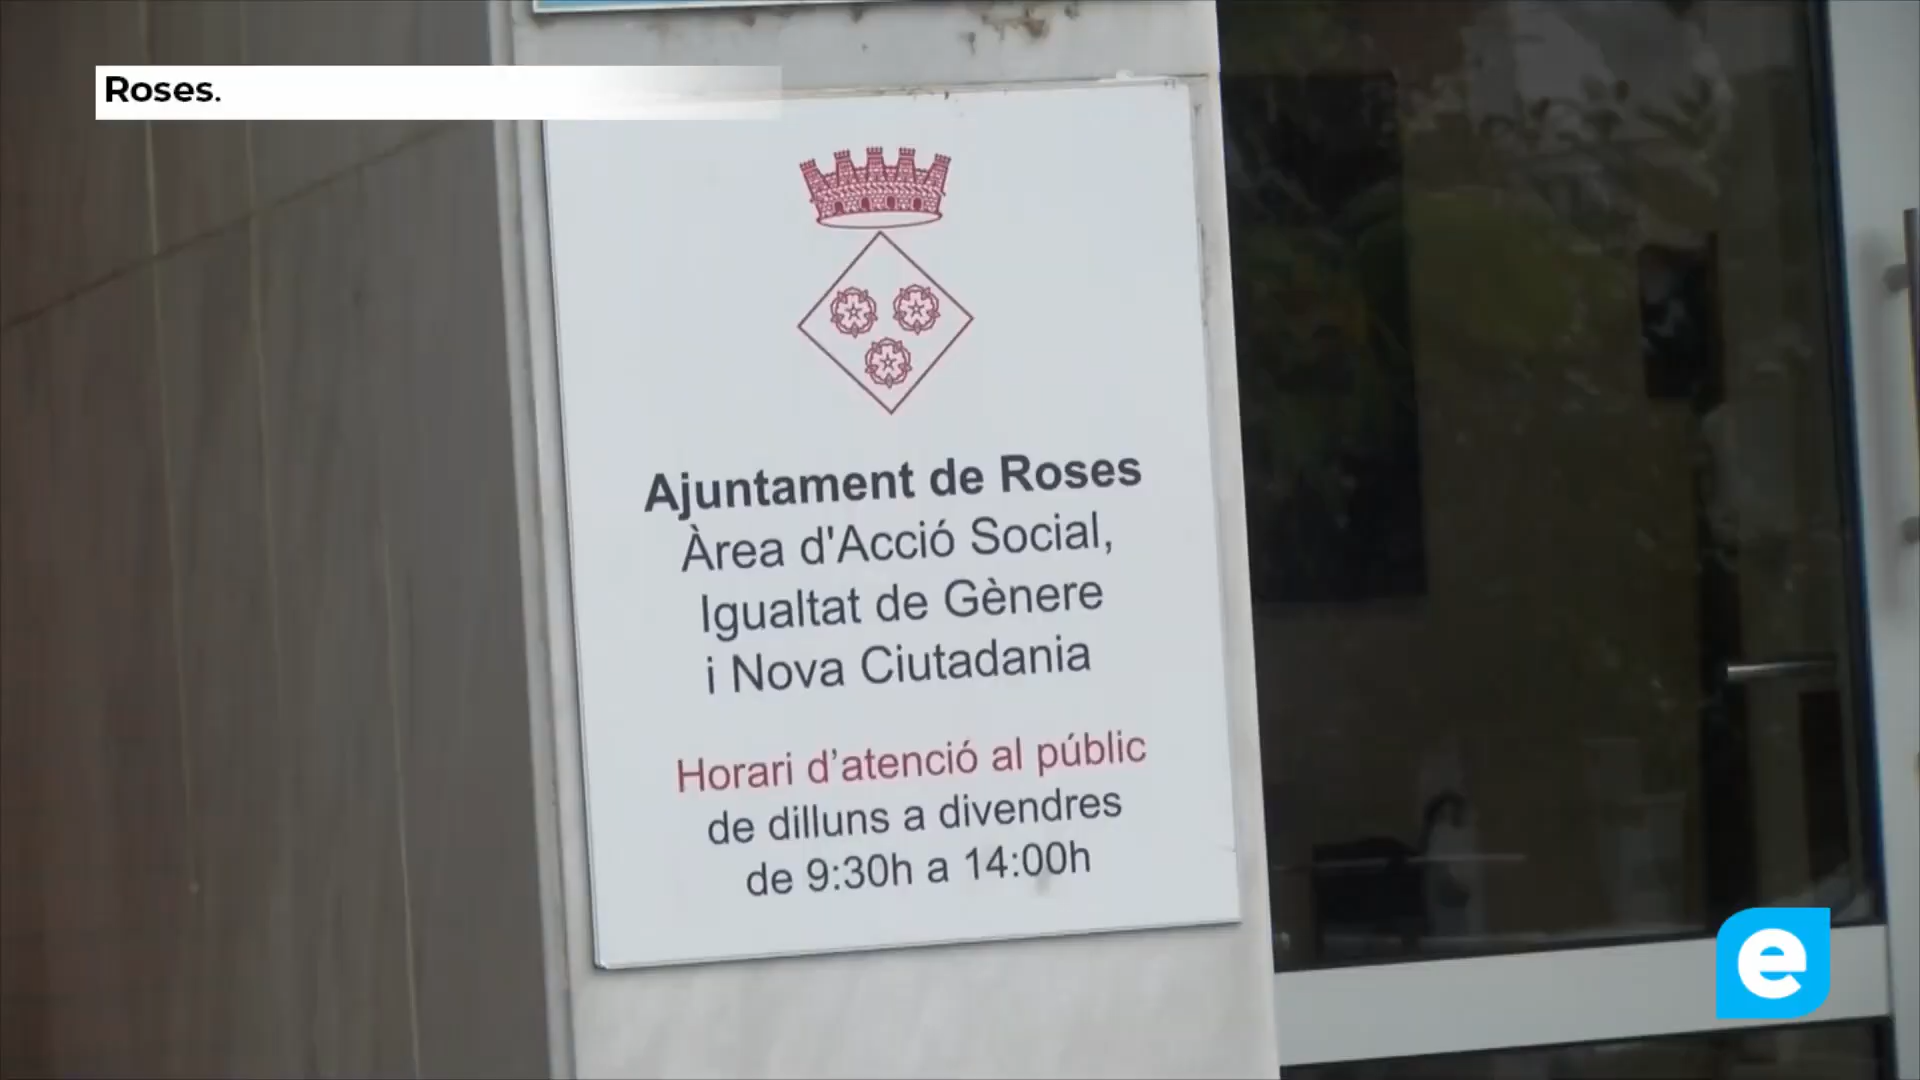 Roses.
Ajuntament de Roses
Àrea d'Acció Social,
Igualtat de Gènere
i Nova Ciutadania
Horari d’atenció al públic
de dilluns a divendres
de 9:30h a 14:00h
e